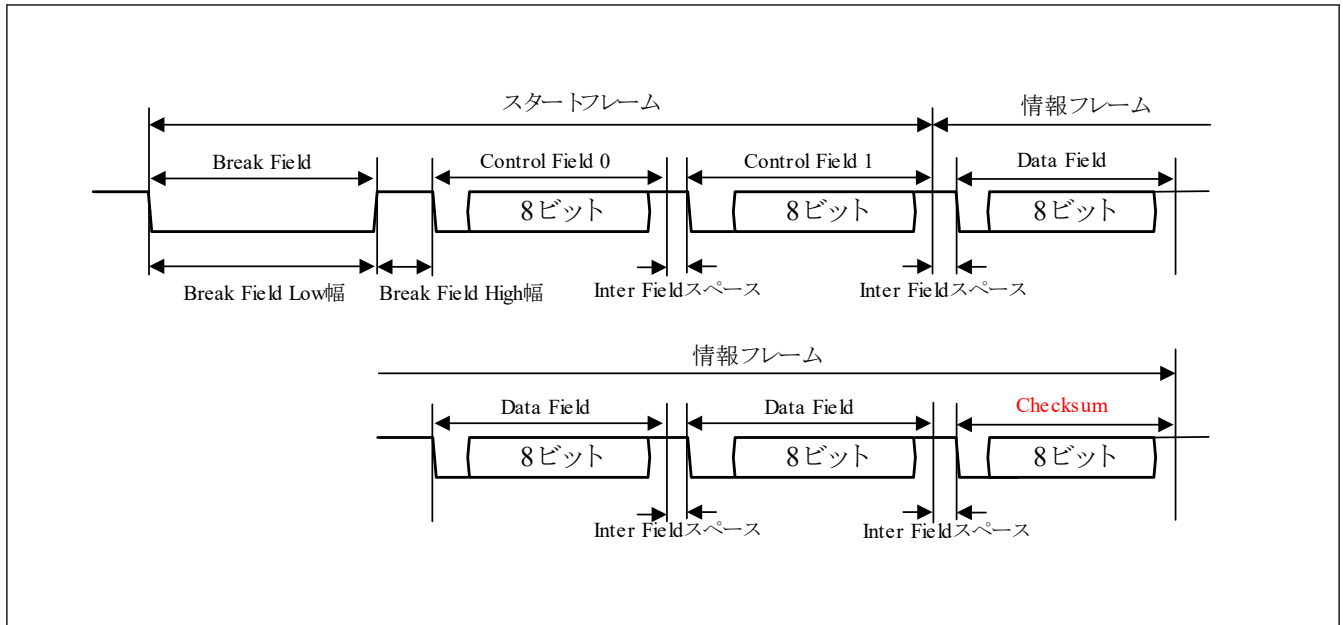 スタートフレーム 情報フレーム
Break Field Control Field 0 Control Field 1 Data Field
8ビット 8ビット 8ビット
Break Field Low幅 Break Field High幅 Inter Fieldスペース Inter Fieldスペース
情報フレーム
Data Field Data Field Checksum
8ビット 8ビット 8ビット
Inter Fieldスペース Inter Fieldスペース